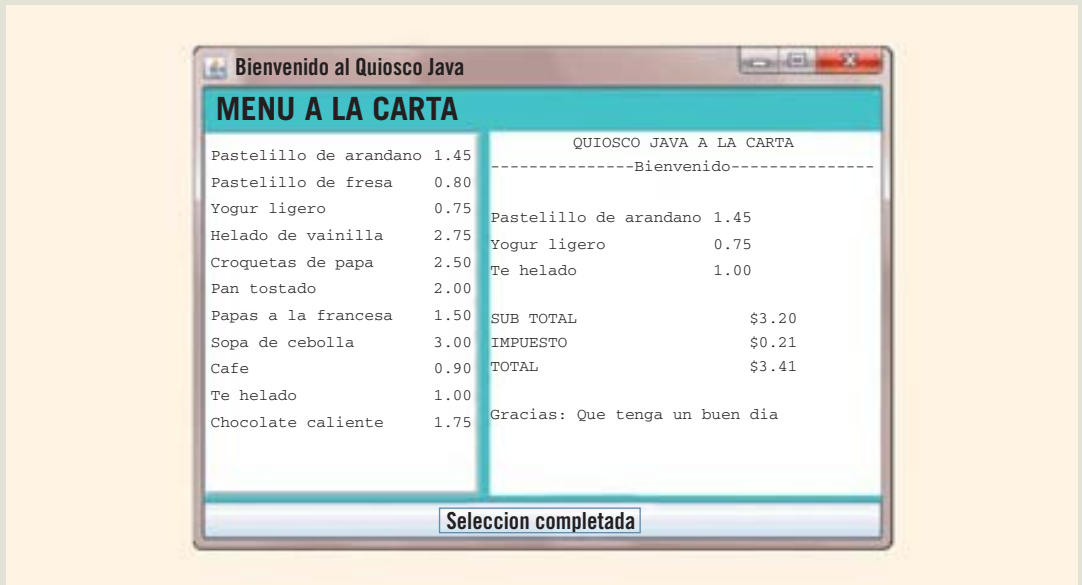 Bienvenido al Quiosco Java
MENU A LA CARTA
Pastelillo de arandano 1.45
Pastelillo de fresa 0.80
Yogur ligero 0.75
Helado de vainilla 2.75
Croquetas de papa 2.50
Pan tostado 2.00
Papas a la francesa 1.50
Sopa de cebolla 3.00
Cafe 0.90
Te helado 1.00
Chocolate caliente 1.75
QUIOSCO JAVA A LA CARTA
---------------Bienvenido---------------
Pastelillo de arandano 1.45
Yogur ligero 0.75
Te helado 1.00
SUB TOTAL $3.20
IMPUESTO $0.21
TOTAL $3.41
Gracias: Que tenga un buen dia
Seleccion completada